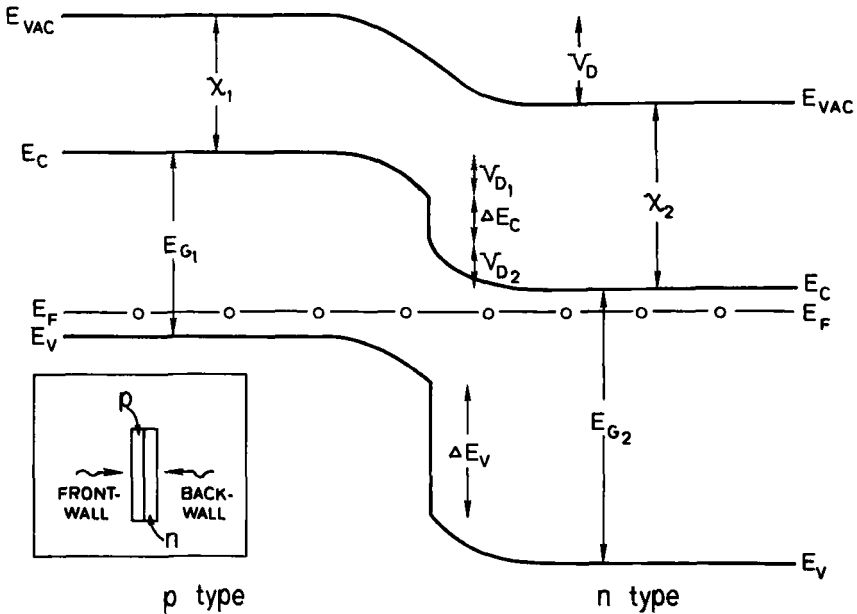 E_VAC
χ_1
V_D
E_VAC
E_C
V_D1
ΔE_C
χ_2
E_G1
V_D2
E_C
E_F
E_F
E_V
E_G2
ΔE_V
p
FRONT-
WALL
BACK-
WALL
n
E_V
p type
n type